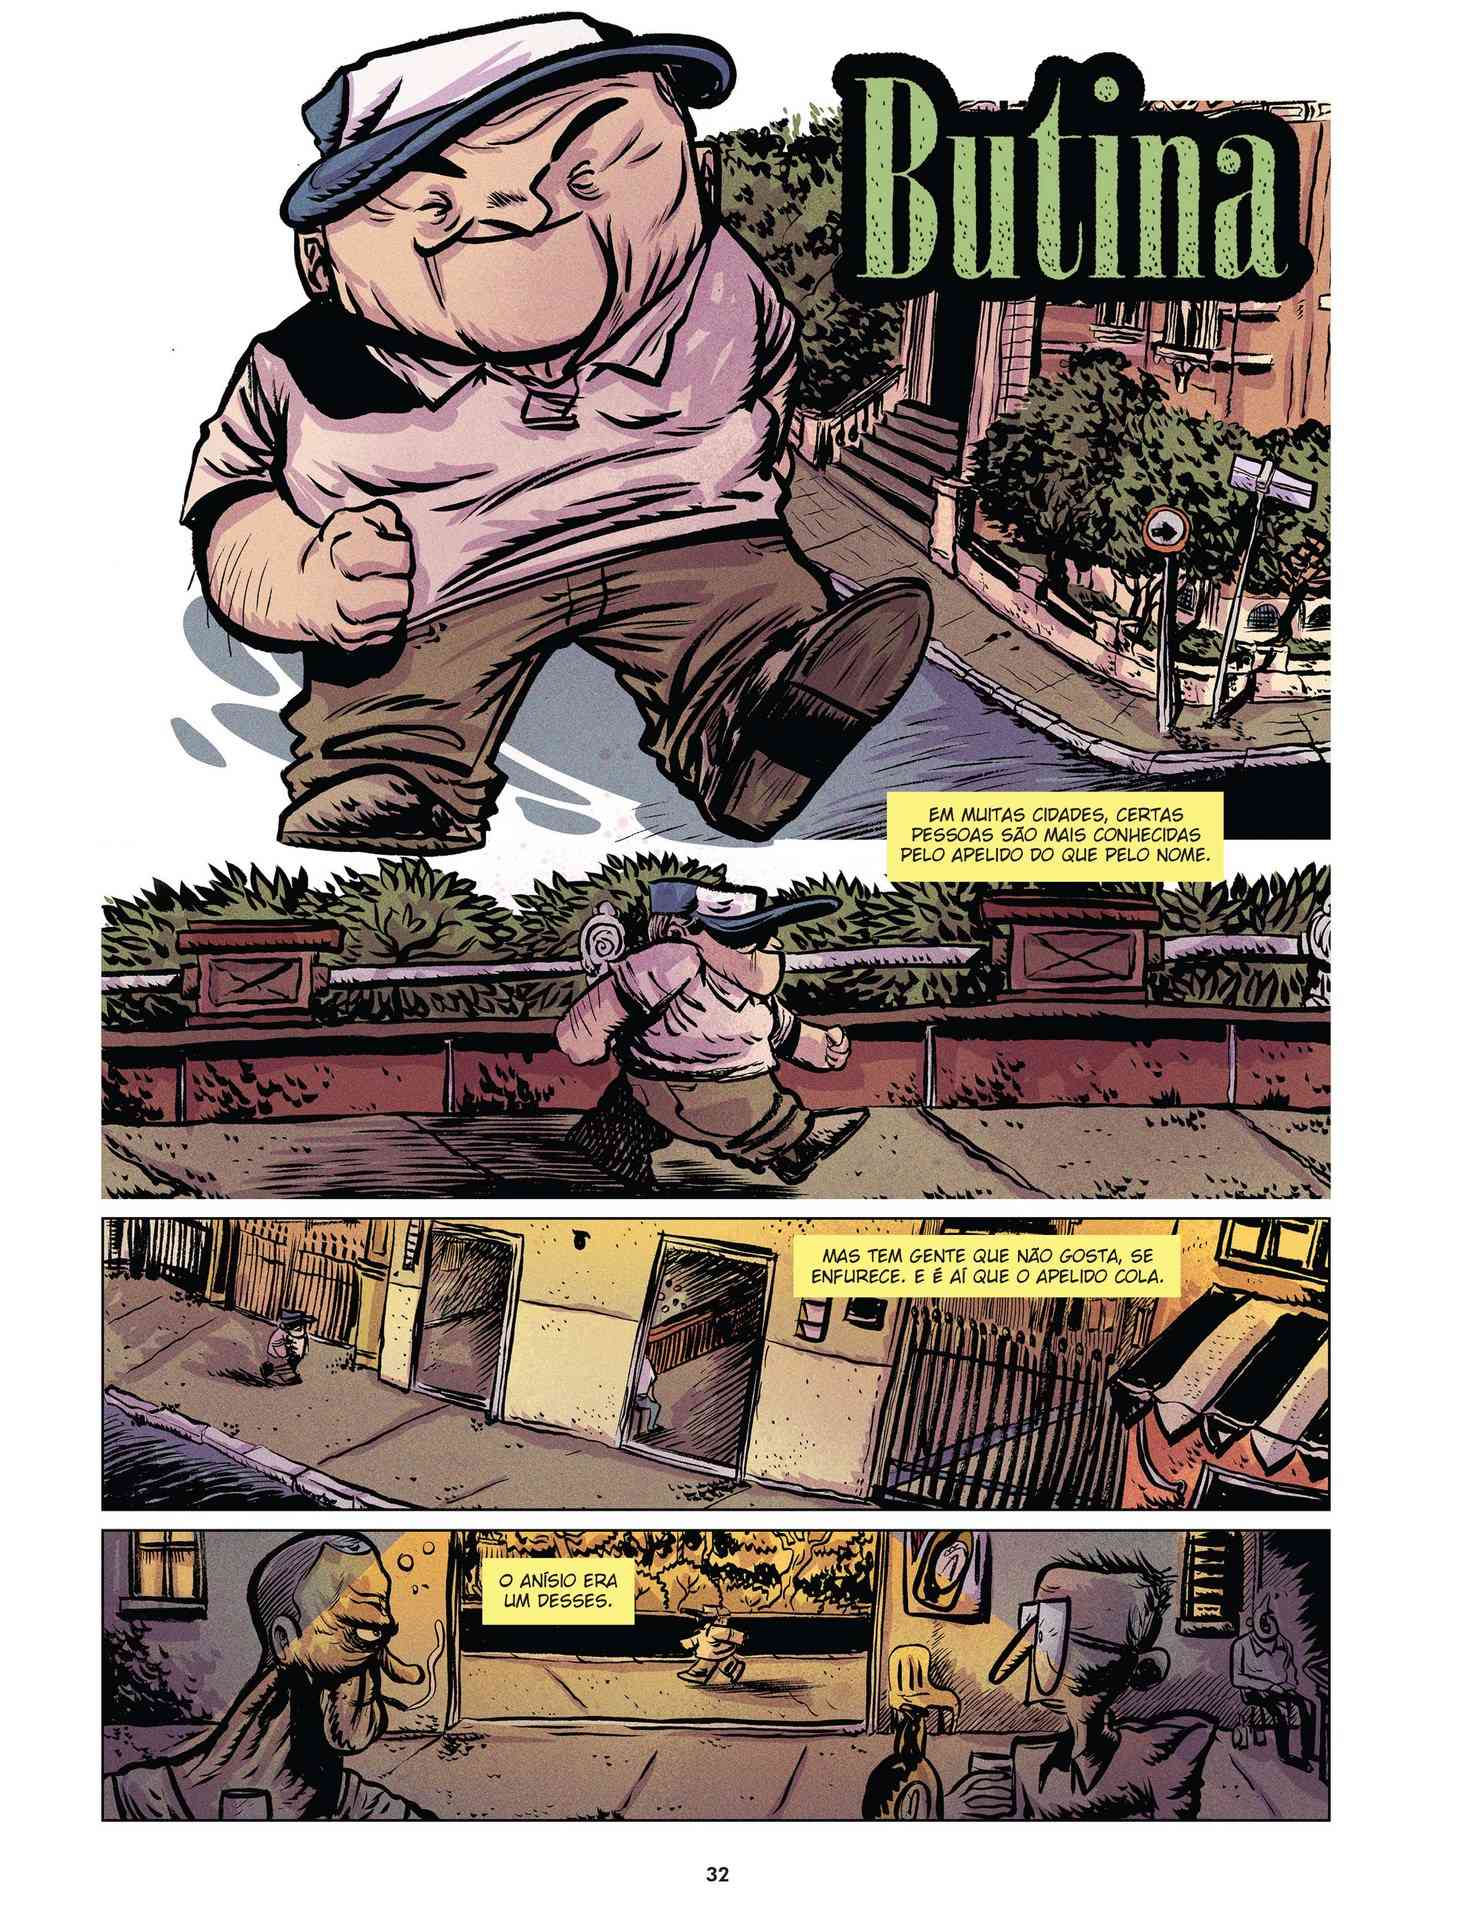 Butina
EM MUITAS CIDADES, CERTAS
PESSOAS SÃO MAIS CONHECIDAS
PELO APELIDO DO QUE PELO NOME.
MAS TEM GENTE QUE NÃO GOSTA, SE
ENFURECE. E É AÍ QUE O APELIDO COLA.
O ANÍSIO ERA
UM DESSES.
32